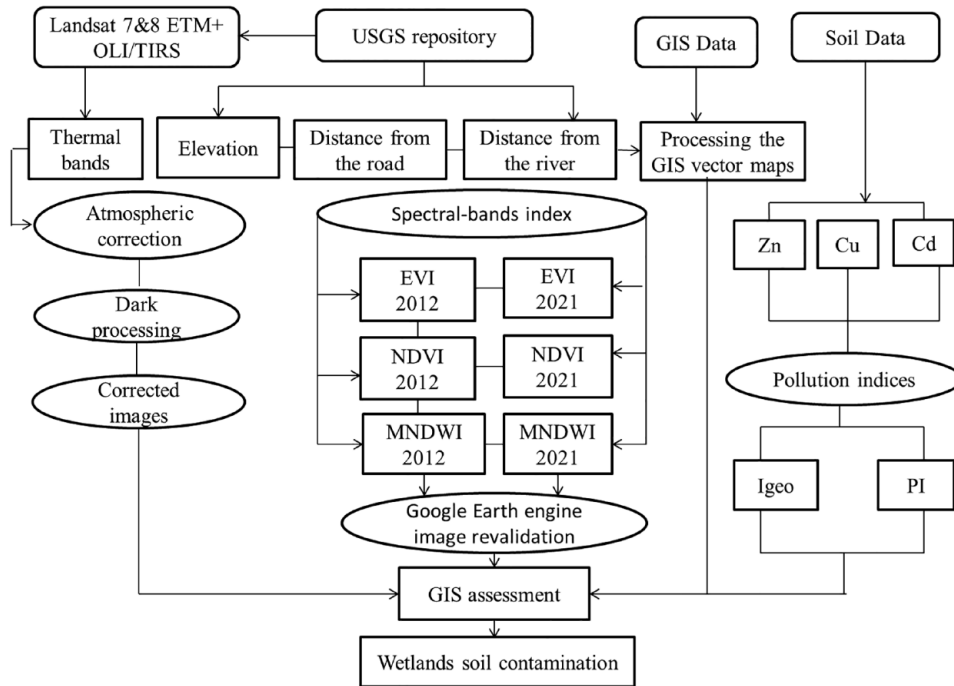 Landsat 7&8 ETM+
OLI/TIRS
USGS repository
GIS Data
Soil Data
Thermal
bands
Elevation
Distance from
the road
Distance from
the river
Processing the
GIS vector maps
Atmospheric
correction
Spectral-bands index
Zn
Cu
Cd
EVI
2012
EVI
2021
Dark
processing
NDVI
2012
NDVI
2021
Pollution indices
Corrected
images
MNDWI
2012
MNDWI
2021
Igeo
PI
Google Earth engine
image revalidation
GIS assessment
Wetlands soil contamination